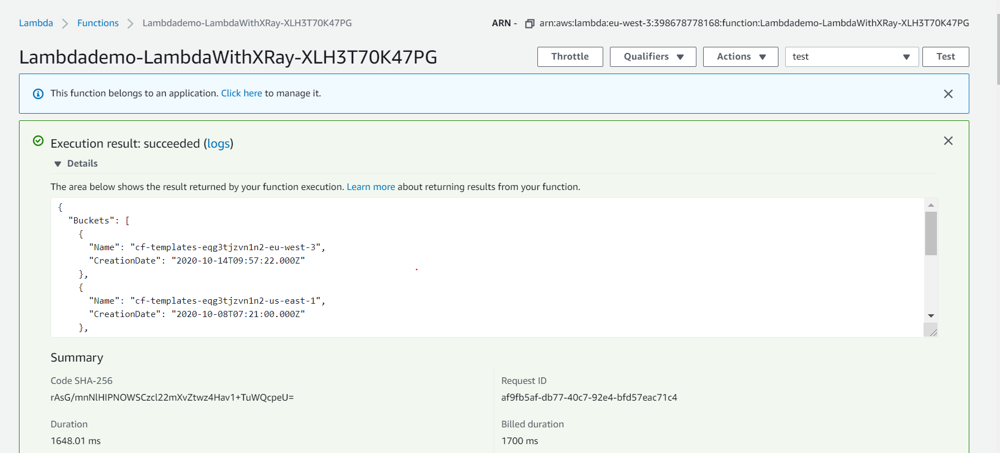 Lambda > Functions > Lambdademo-LambdaWithXRay-XLH3T70K47PG
ARN - arn:aws:lambda:eu-west-3:398678778168:function:Lambdademo-LambdaWithXRay-XLH3T70K47PG
Lambdademo-LambdaWithXRay-XLH3T70K47PG
Throttle Qualifiers Actions test Test
This function belongs to an application. Click here to manage it.
Execution result: succeeded (logs)
Details
The area below shows the result returned by your function execution. Learn more about returning results from your function.
{
"Buckets": [
{
"Name": "cf-templates-eqg3tjzvn1n2-eu-west-3",
"CreationDate": "2020-10-14T09:57:22.000Z"
},
{
"Name": "cf-templates-eqg3tjzvn1n2-us-east-1",
"CreationDate": "2020-10-08T07:21:00.000Z"
},
Summary
Code SHA-256
rAsG/mnNlHIPNOWSCzcl22mXvZtwz4Hav1+TuWQcpeU=
Request ID
af9fb5af-db77-40c7-92e4-bfd57eac71c4
Duration
1648.01 ms
Billed duration
1700 ms